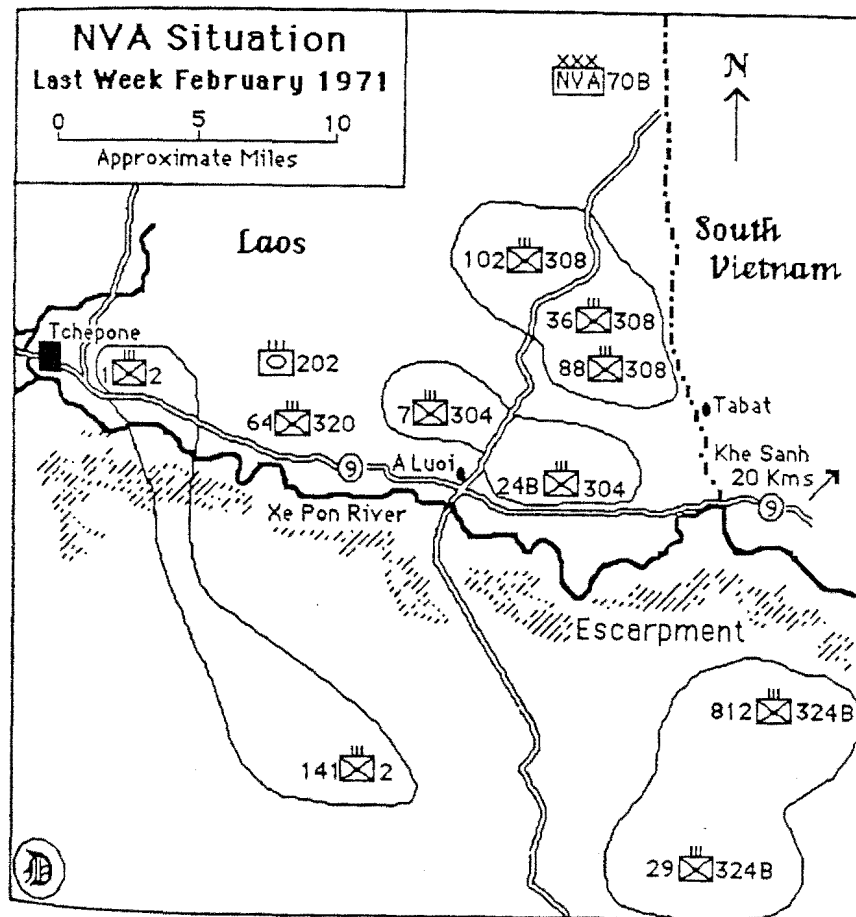 NVA Situation
Last Week February 1971
0 5 10
Approximate Miles
XXX
NVA 70B
N
Laos
South
Vietnam
102 308
36 308
88 308
Tchepone
1 2
202
64 320
7 304
Tabat
A Luoi
24B 304
Khe Sanh
20 Kms
9
9
Xe Pon River
Escarpment
812 324B
141 2
29 324B
D